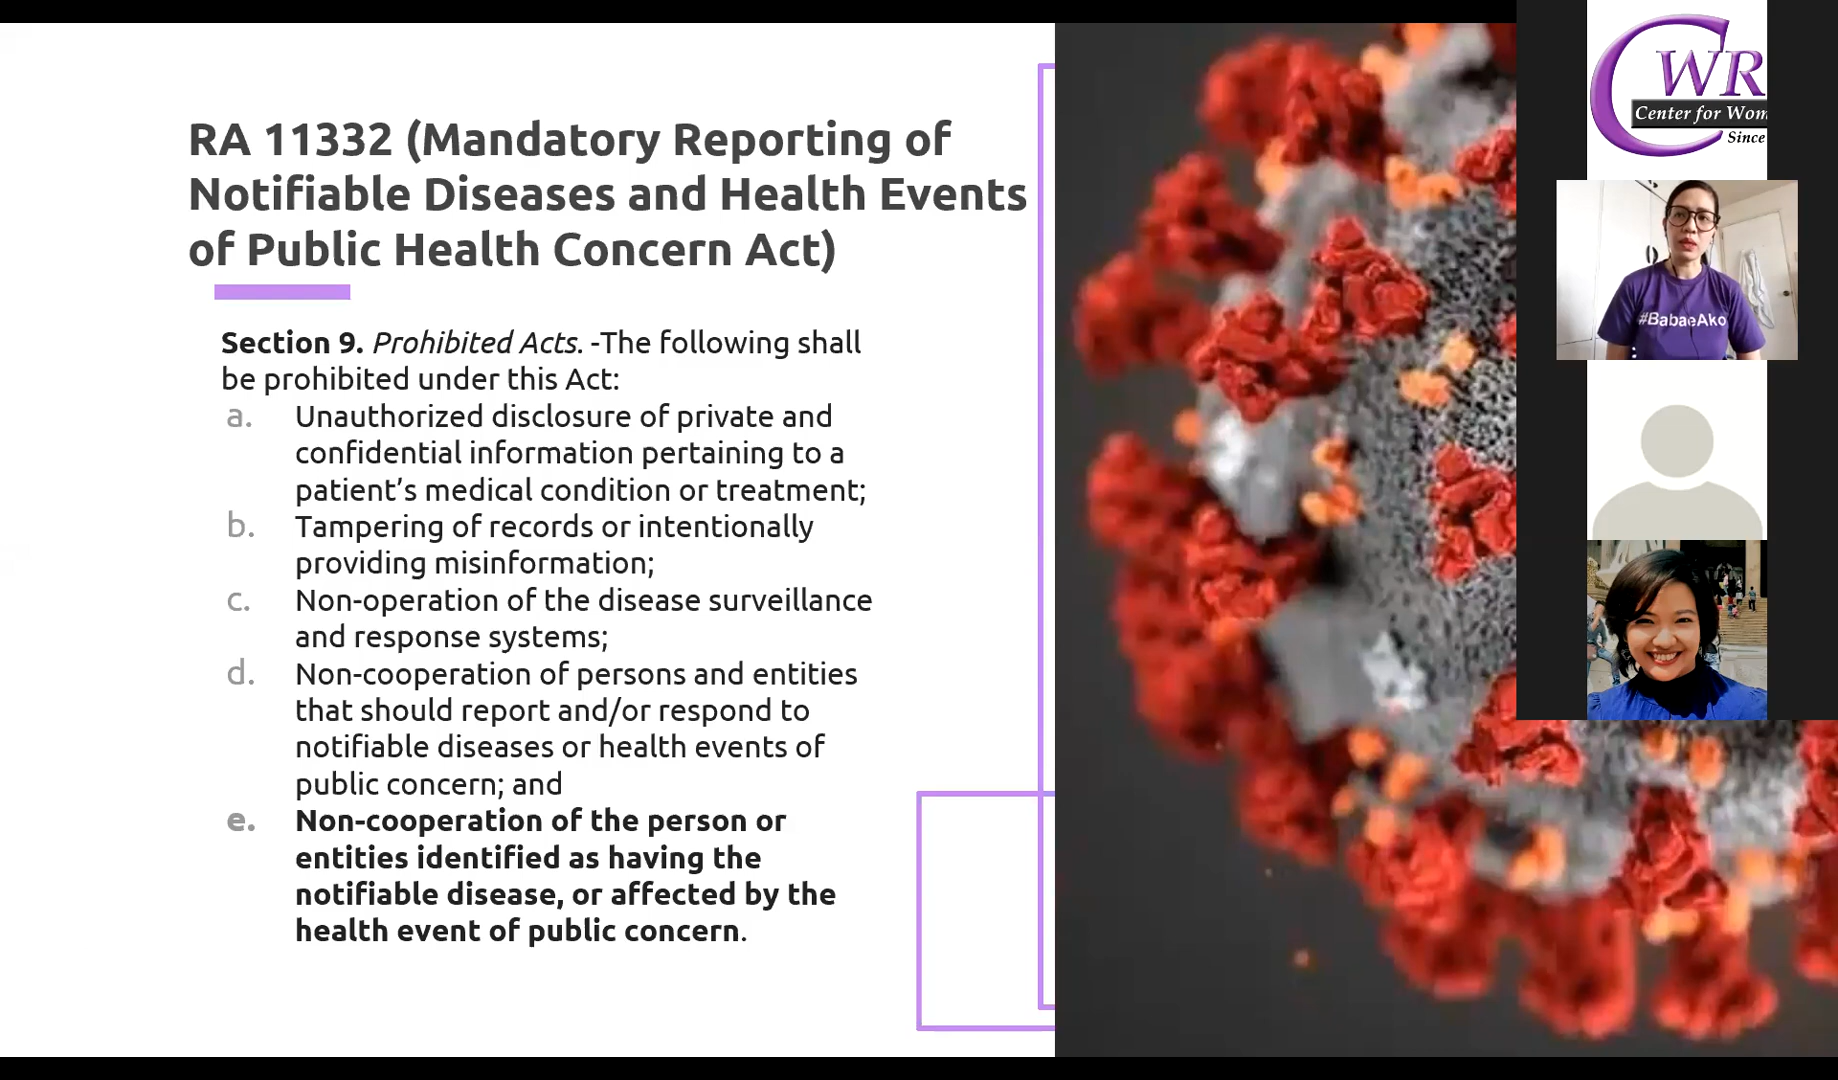 RA 11332 (Mandatory Reporting of
Notifiable Diseases and Health Events
of Public Health Concern Act)
Section 9. Prohibited Acts. -The following shall
be prohibited under this Act:
a. Unauthorized disclosure of private and
confidential information pertaining to a
patient’s medical condition or treatment;
b. Tampering of records or intentionally
providing misinformation;
c. Non-operation of the disease surveillance
and response systems;
d. Non-cooperation of persons and entities
that should report and/or respond to
notifiable diseases or health events of
public concern; and
e. Non-cooperation of the person or
entities identified as having the
notifiable disease, or affected by the
health event of public concern.
CWR
Center for Wom
Since
#BabaeAko